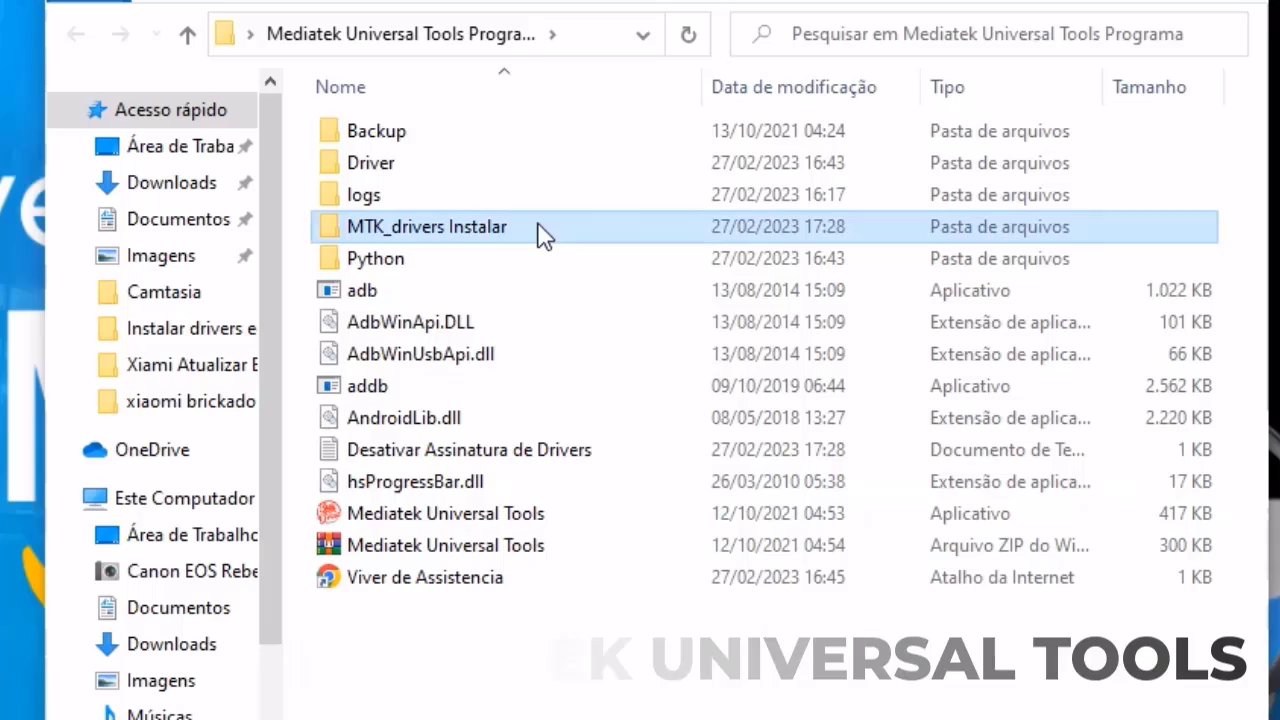 Mediatek Universal Tools Progra...
Pesquisar em Mediatek Universal Tools Programa
Nome Data de modificação Tipo Tamanho
Acesso rápido
Área de Traba
Downloads
Documentos
Imagens
Camtasia
Instalar drivers e
Xiami Atualizar E
xiaomi brickado
OneDrive
Este Computador
Área de Trabalho
Canon EOS Rebe
Documentos
Downloads
Imagens
Músicas
Backup 13/10/2021 04:24 Pasta de arquivos
Driver 27/02/2023 16:43 Pasta de arquivos
logs 27/02/2023 16:17 Pasta de arquivos
MTK_drivers Instalar 27/02/2023 17:28 Pasta de arquivos
Python 27/02/2023 16:43 Pasta de arquivos
adb 13/08/2014 15:09 Aplicativo 1.022 KB
AdbWinApi.DLL 13/08/2014 15:09 Extensão de aplica... 101 KB
AdbWinUsbApi.dll 13/08/2014 15:09 Extensão de aplica... 66 KB
addb 09/10/2019 06:44 Aplicativo 2.562 KB
AndroidLib.dll 08/05/2018 13:27 Extensão de aplica... 2.220 KB
Desativar Assinatura de Drivers 27/02/2023 17:28 Documento de Te... 1 KB
hsProgressBar.dll 26/03/2010 05:38 Extensão de aplica... 17 KB
Mediatek Universal Tools 12/10/2021 04:53 Aplicativo 417 KB
Mediatek Universal Tools 12/10/2021 04:54 Arquivo ZIP do Wi... 300 KB
Viver de Assistencia 27/02/2023 16:45 Atalho da Internet 1 KB
EK UNIVERSAL TOOLS